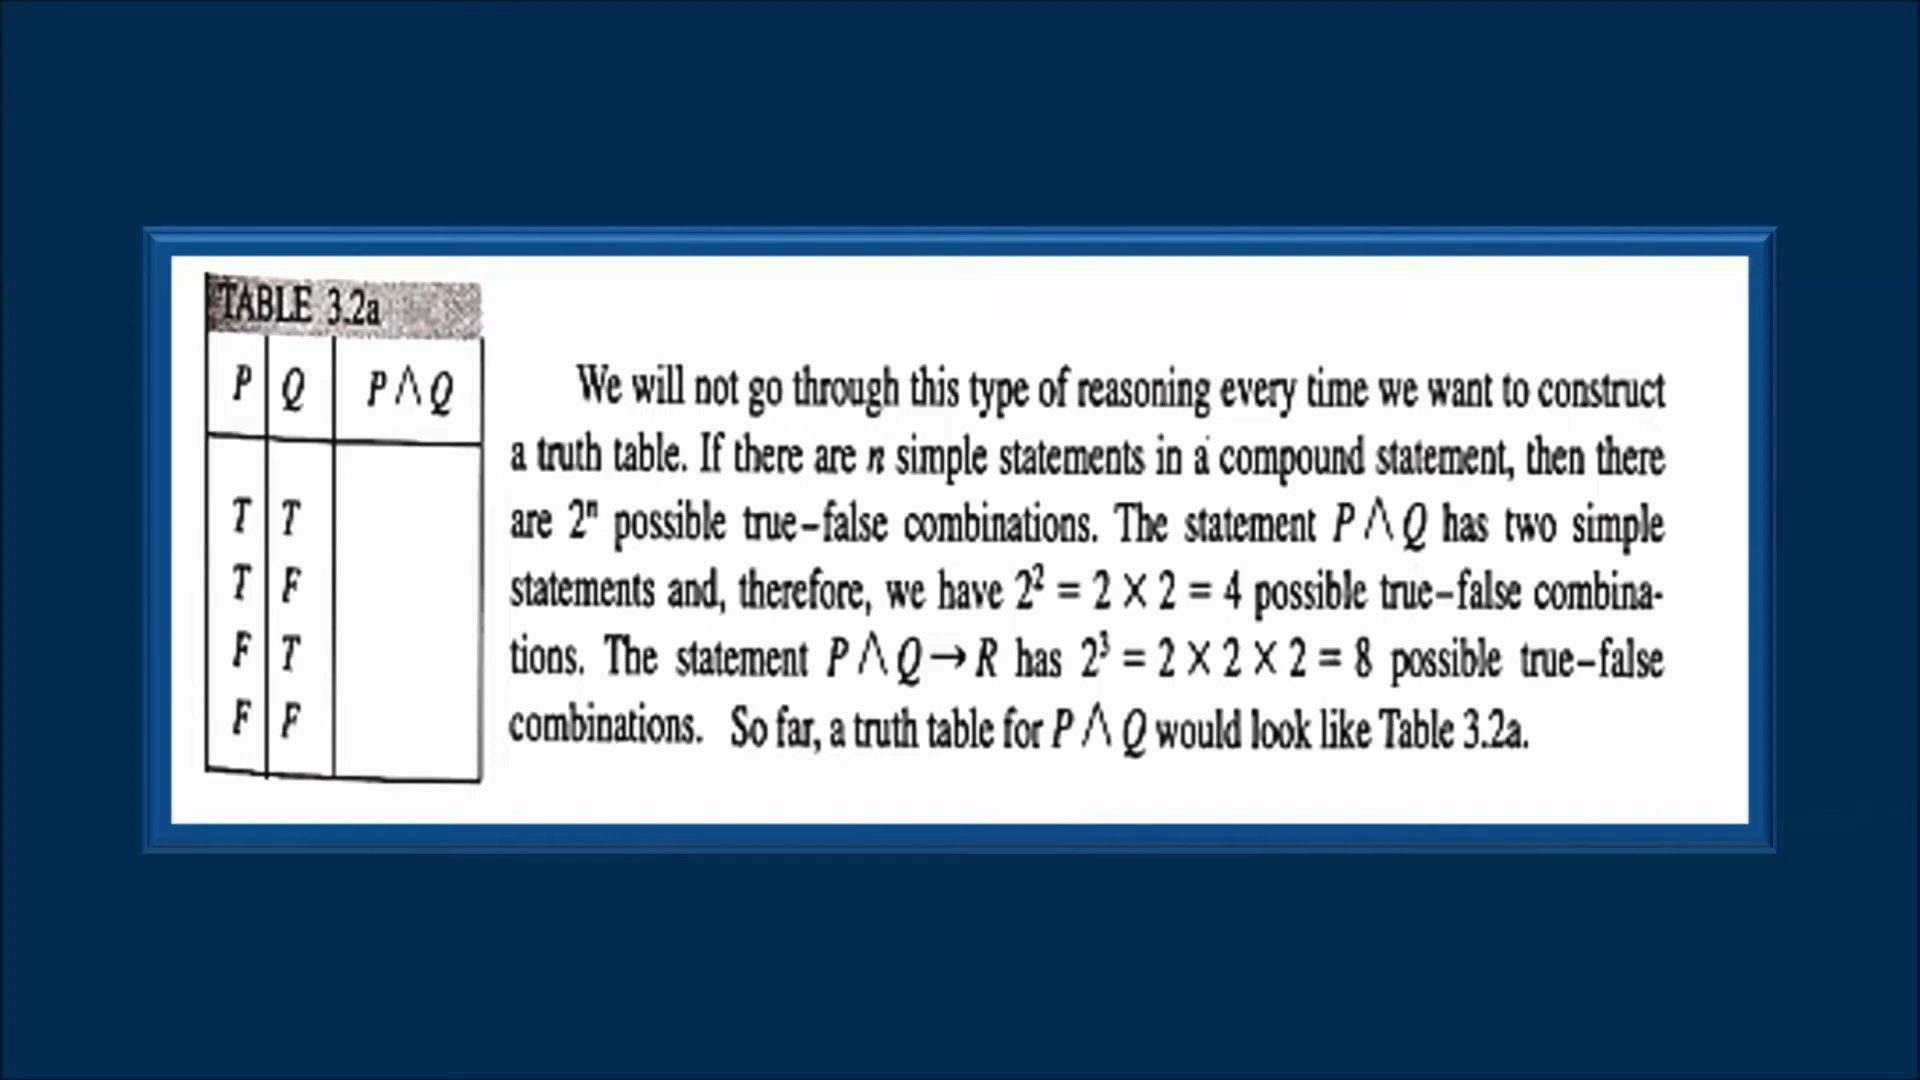 TABLE 3.2a
P Q P ∧ Q
T T
T F
F T
F F
We will not go through this type of reasoning every time we want to construct
a truth table. If there are n simple statements in a compound statement, then there
are 2ⁿ possible true–false combinations. The statement P ∧ Q has two simple
statements and, therefore, we have 2² = 2 × 2 = 4 possible true–false combina-
tions. The statement P ∧ Q → R has 2³ = 2 × 2 × 2 = 8 possible true–false
combinations. So far, a truth table for P ∧ Q would look like Table 3.2a.